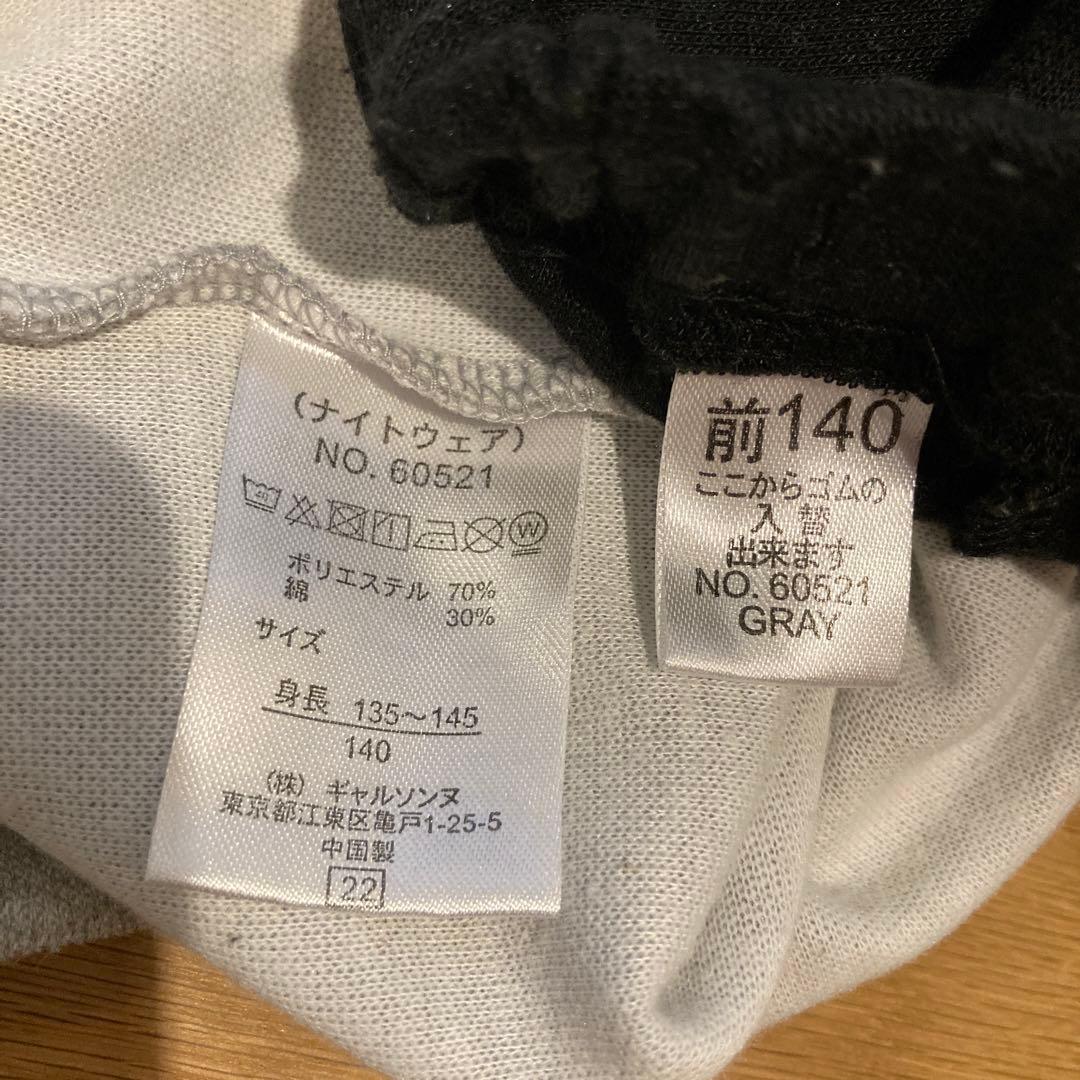 （ナイトウェア）
NO. 60521
40
W
ポリエステル 70%
綿 30%
サイズ
身長 135〜145
140
（株） ギャルソンヌ
東京都江東区亀戸1-25-5
中国製
22
前140
ここからゴムの
入替
出来ます
NO. 60521
GRAY